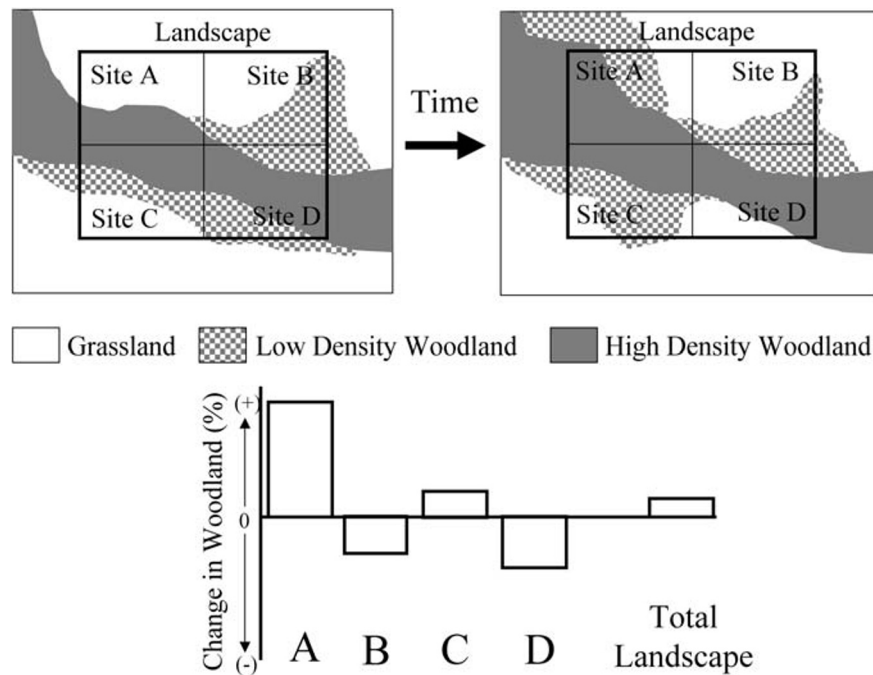 Landscape
Site A
Site B
Site C
Site D
Time
Landscape
Site A
Site B
Site C
Site D
Grassland
Low Density Woodland
High Density Woodland
Change in Woodland (%)
(+)
0
(-)
A
B
C
D
Total
Landscape